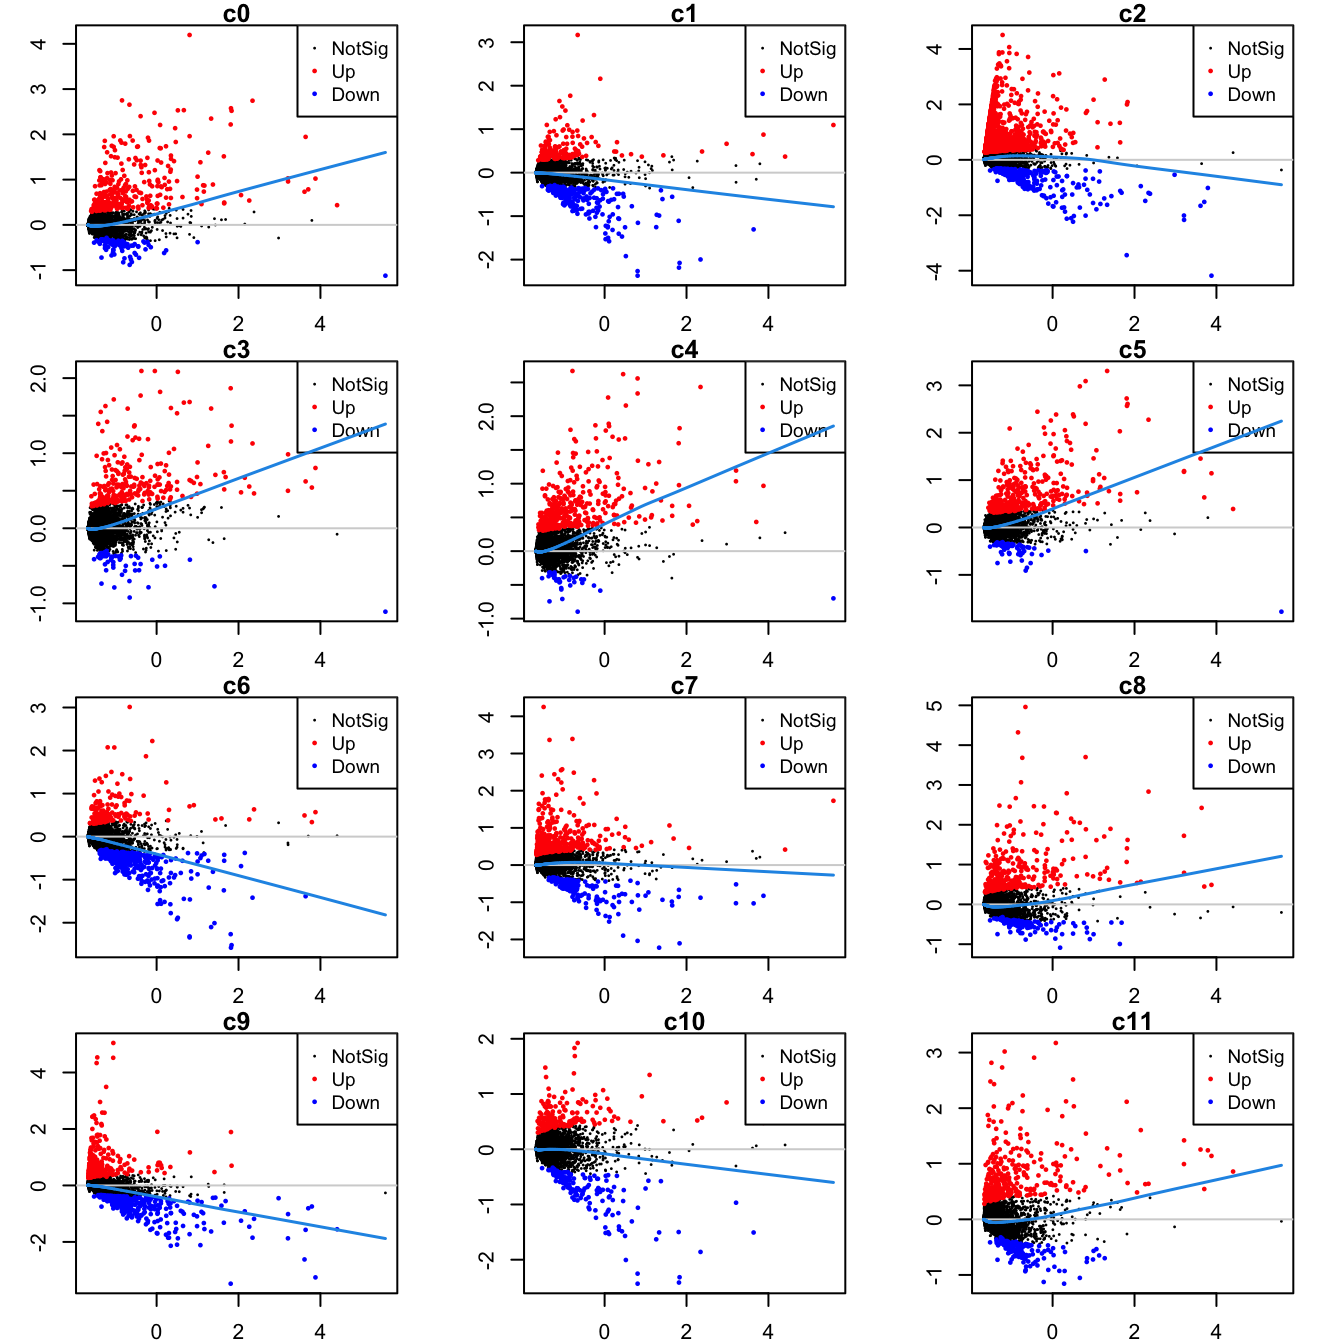 c0
c1
c2
NotSig
Up
Down
NotSig
Up
Down
NotSig
Up
Down
-1 0 1 2 3 4
-2 -1 0 1 2 3
-4 -2 0 2 4
0 2 4
0 2 4
0 2 4
c3
c4
c5
NotSig
Up
Down
NotSig
Up
Down
NotSig
Up
Down
-1.0 0.0 1.0 2.0
-1.0 0.0 1.0 2.0
-1 0 1 2 3
0 2 4
0 2 4
0 2 4
c6
c7
c8
NotSig
Up
Down
NotSig
Up
Down
NotSig
Up
Down
-2 -1 0 1 2 3
-2 -1 0 1 2 3 4
-1 0 1 2 3 4 5
0 2 4
0 2 4
0 2 4
c9
c10
c11
NotSig
Up
Down
NotSig
Up
Down
NotSig
Up
Down
-2 0 2 4
-2 -1 0 1 2
-1 0 1 2 3
0 2 4
0 2 4
0 2 4